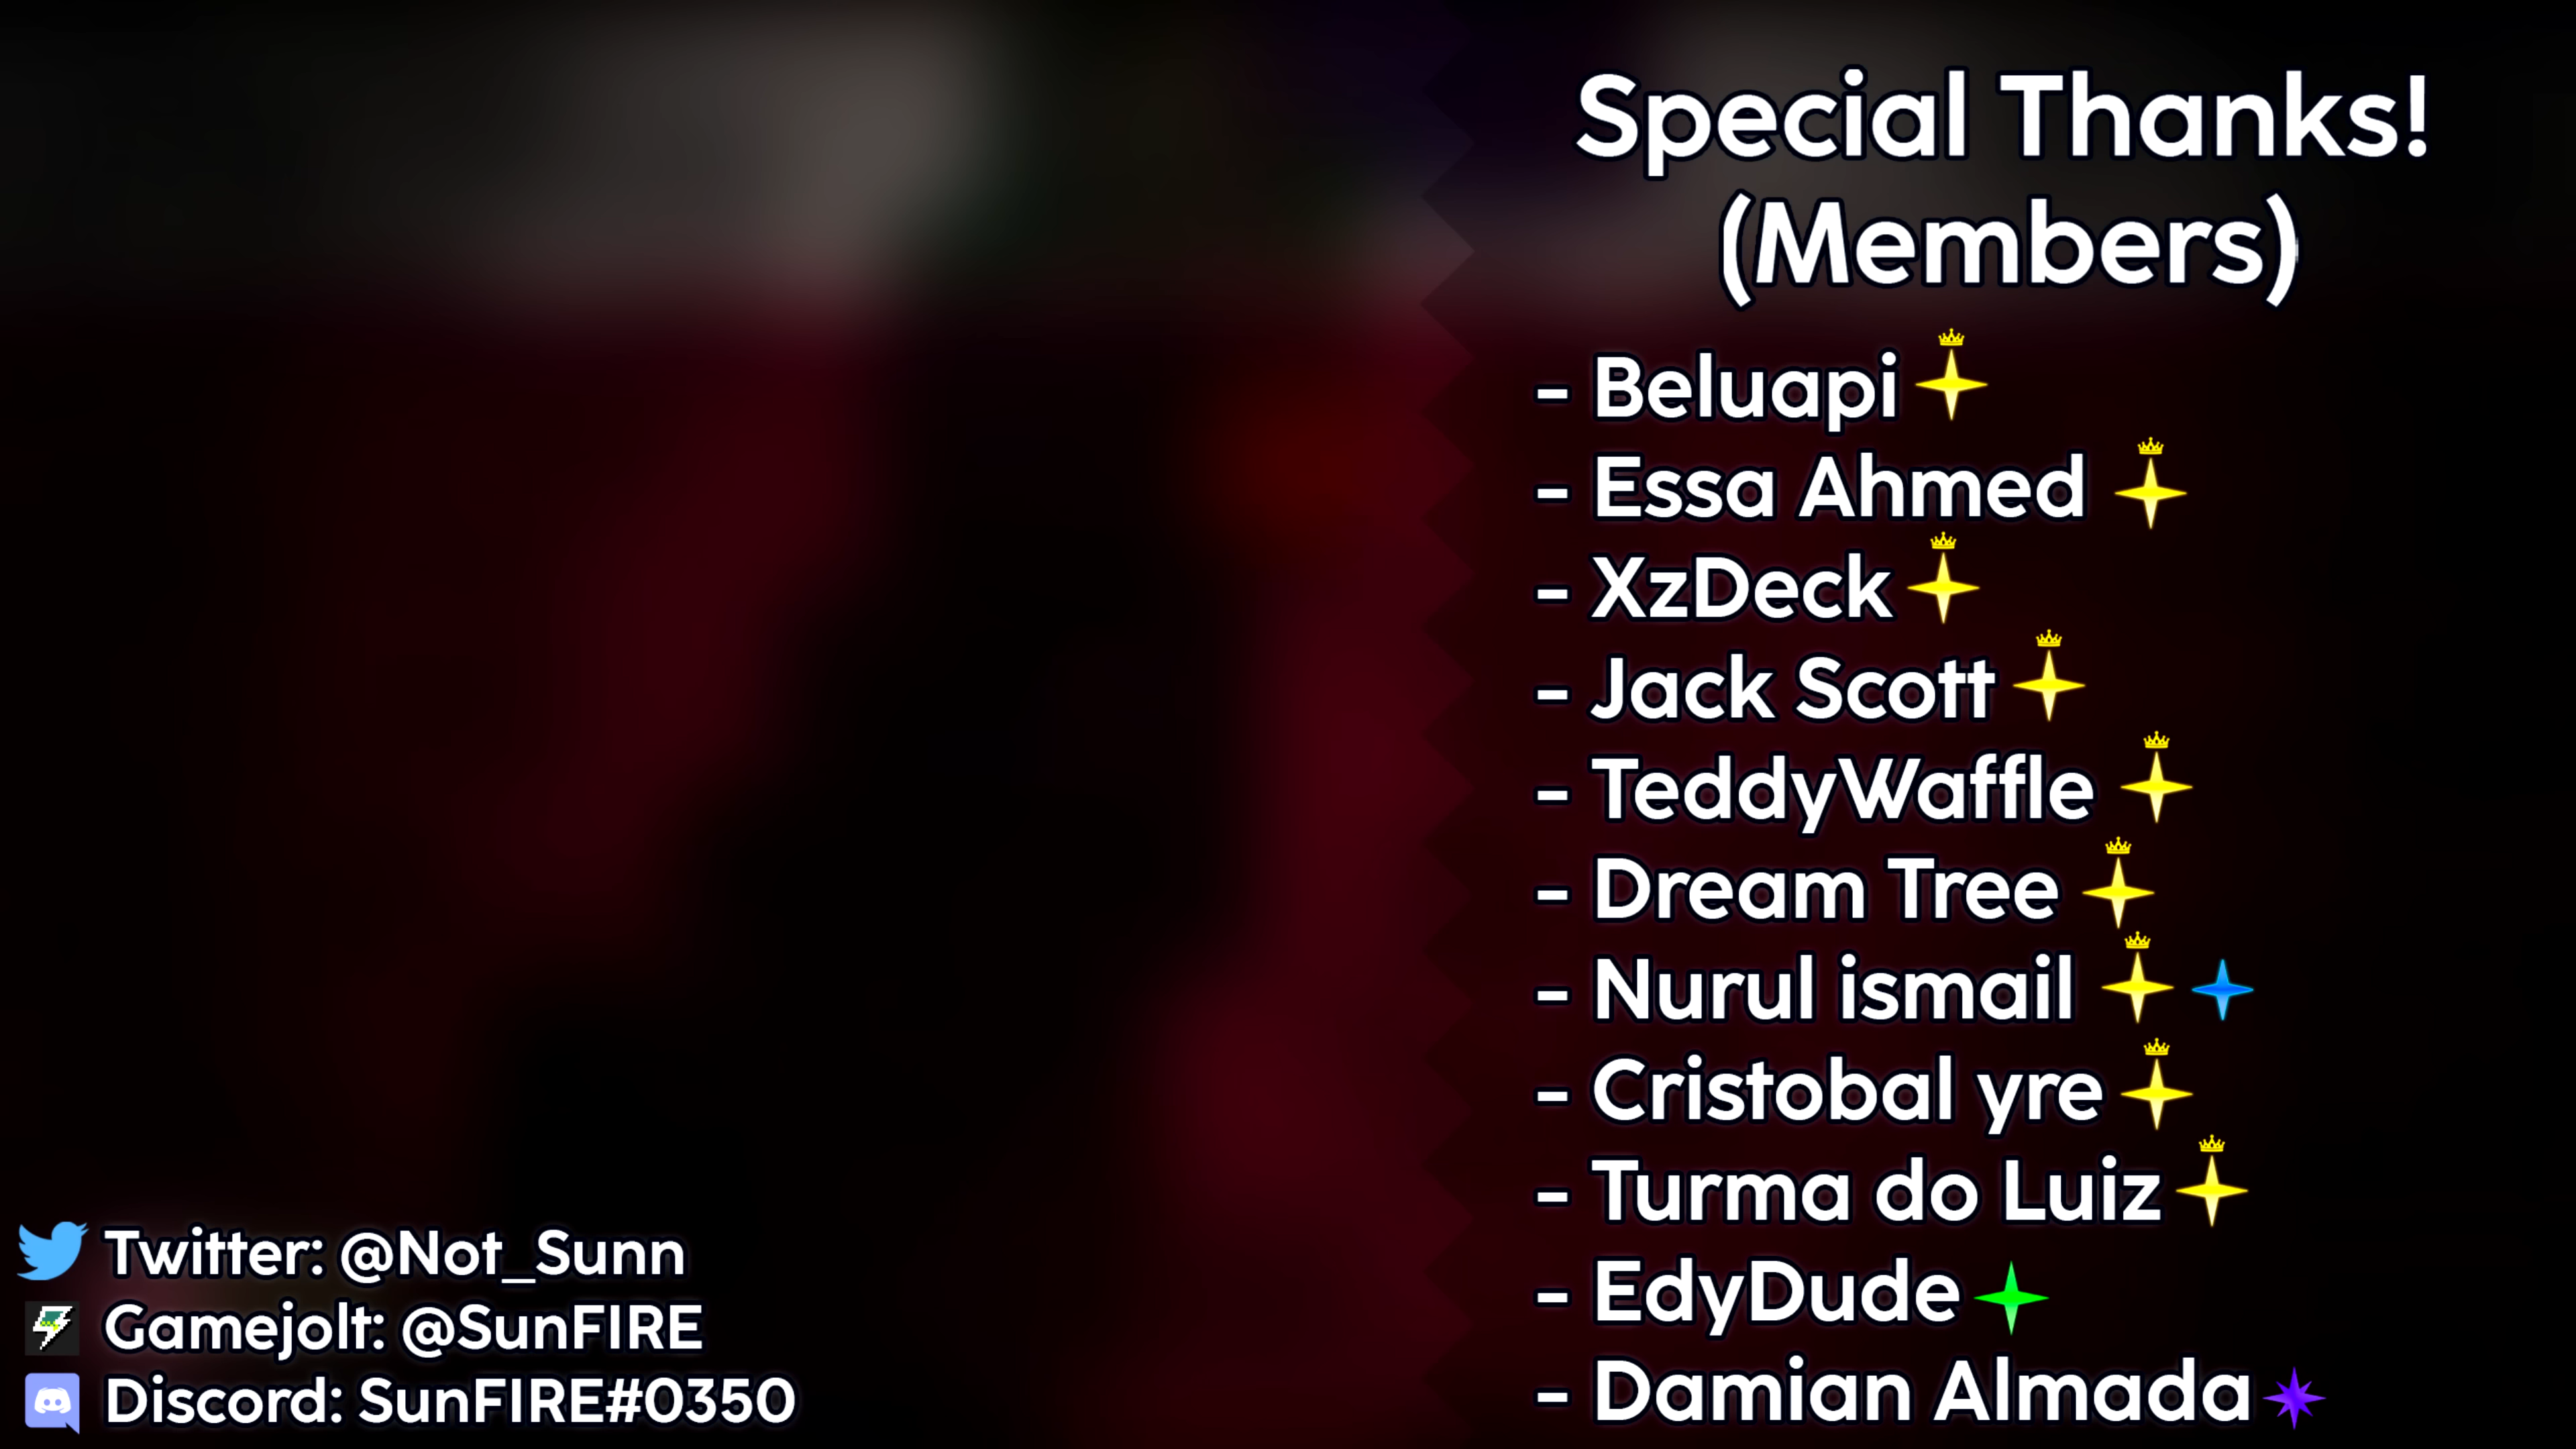 Special Thanks!
(Members)
- Beluapi
- Essa Ahmed
- XzDeck
- Jack Scott
- TeddyWaffle
- Dream Tree
- Nurul ismail
- Cristobal yre
- Turma do Luiz
- EdyDude
- Damian Almada
Twitter: @Not_Sunn
Gamejolt: @SunFIRE
Discord: SunFIRE#0350